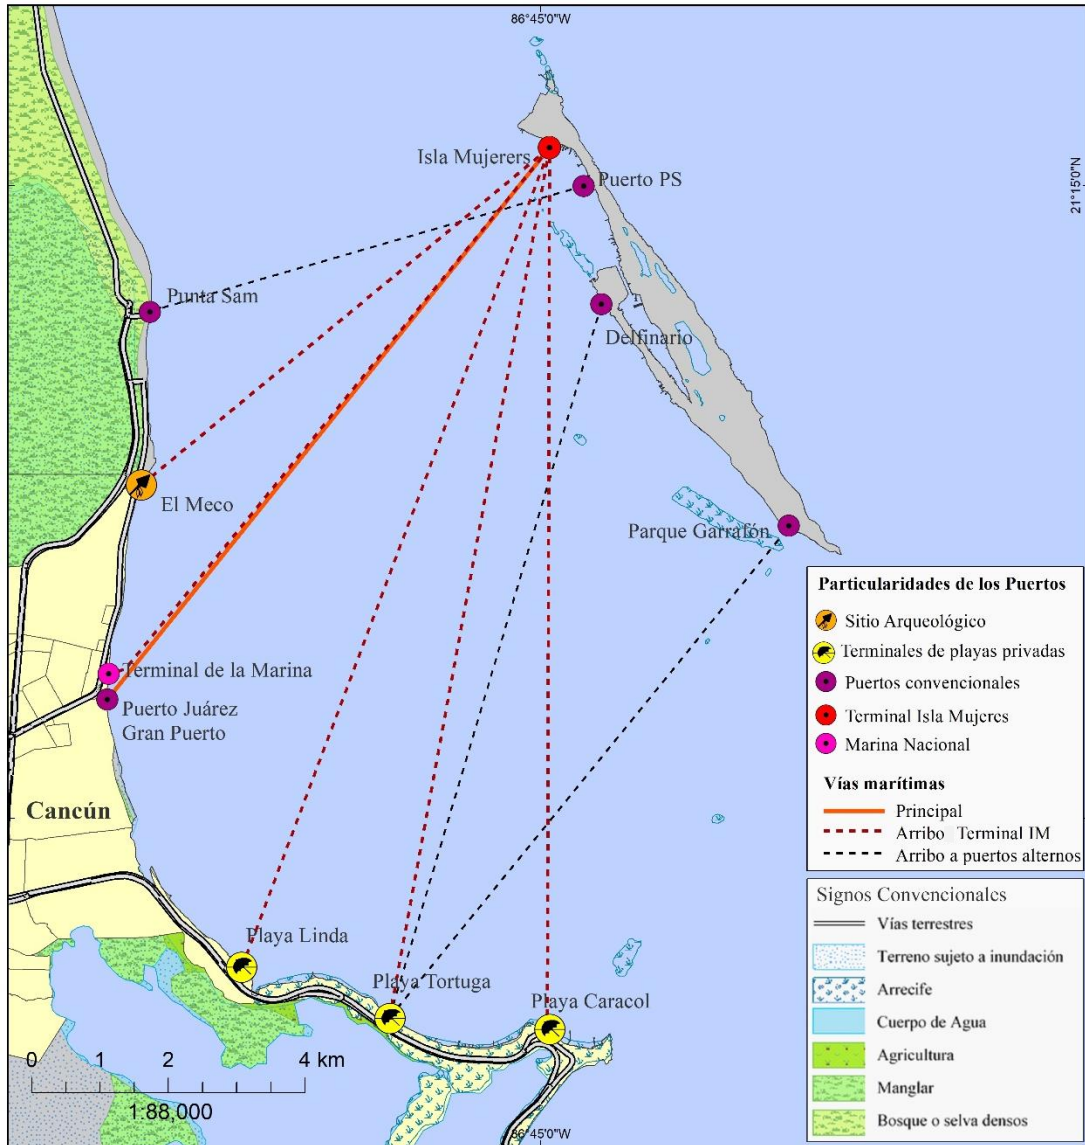 86°45'0"W
Isla Mujerers
Puerto PS
21°15'0"N
Punta Sam
Delfinario
El Meco
Parque Garrafón
Terminal de la Marina
Puerto Juárez
Gran Puerto
Cancún
Playa Linda
Playa Tortuga
Playa Caracol
0 1 2 4 km
1:88,000
86°45'0"W
Particularidades de los Puertos
Sitio Arqueológico
Terminales de playas privadas
Puertos convencionales
Terminal Isla Mujeres
Marina Nacional
Vías marítimas
Principal
Arribo Terminal IM
Arribo a puertos alternos
Signos Convencionales
Vías terrestres
Terreno sujeto a inundación
Arrecife
Cuerpo de Agua
Agricultura
Manglar
Bosque o selva densos